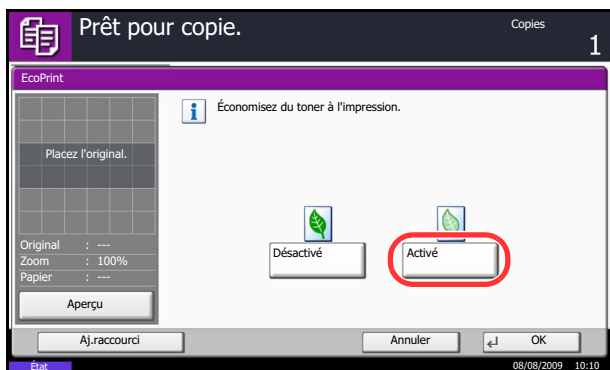 Prêt pour copie.
Copies
1
EcoPrint
Économisez du toner à l'impression.
Placez l'original.
Désactivé
Activé
Original : ---
Zoom : 100%
Papier : ---
Aperçu
Aj.raccourci
Annuler
OK
État
08/08/2009 10:10